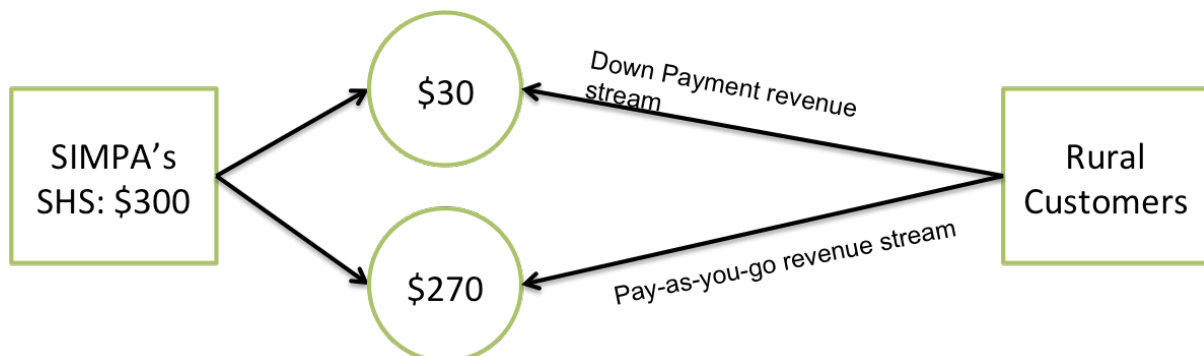 SIMPA’s
SHS: $300
$30
$270
Down Payment revenue
stream
Pay-as-you-go revenue stream
Rural
Customers